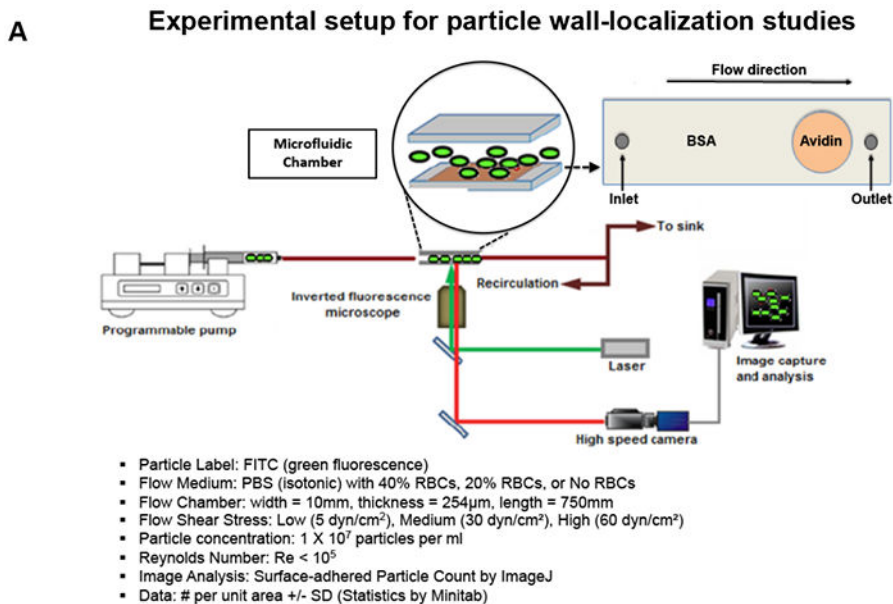 A
Experimental setup for particle wall-localization studies
Flow direction
Microfluidic
Chamber
BSA
Avidin
Inlet
Outlet
To sink
Recirculation
Inverted fluorescence
microscope
Programmable pump
Laser
Image capture
and analysis
High speed camera
▪ Particle Label: FITC (green fluorescence)
▪ Flow Medium: PBS (isotonic) with 40% RBCs, 20% RBCs, or No RBCs
▪ Flow Chamber: width = 10mm, thickness = 254µm, length = 750mm
▪ Flow Shear Stress: Low (5 dyn/cm²), Medium (30 dyn/cm²), High (60 dyn/cm²)
▪ Particle concentration: 1 X 10⁷ particles per ml
▪ Reynolds Number: Re < 10⁵
▪ Image Analysis: Surface-adhered Particle Count by ImageJ
▪ Data: # per unit area +/- SD (Statistics by Minitab)